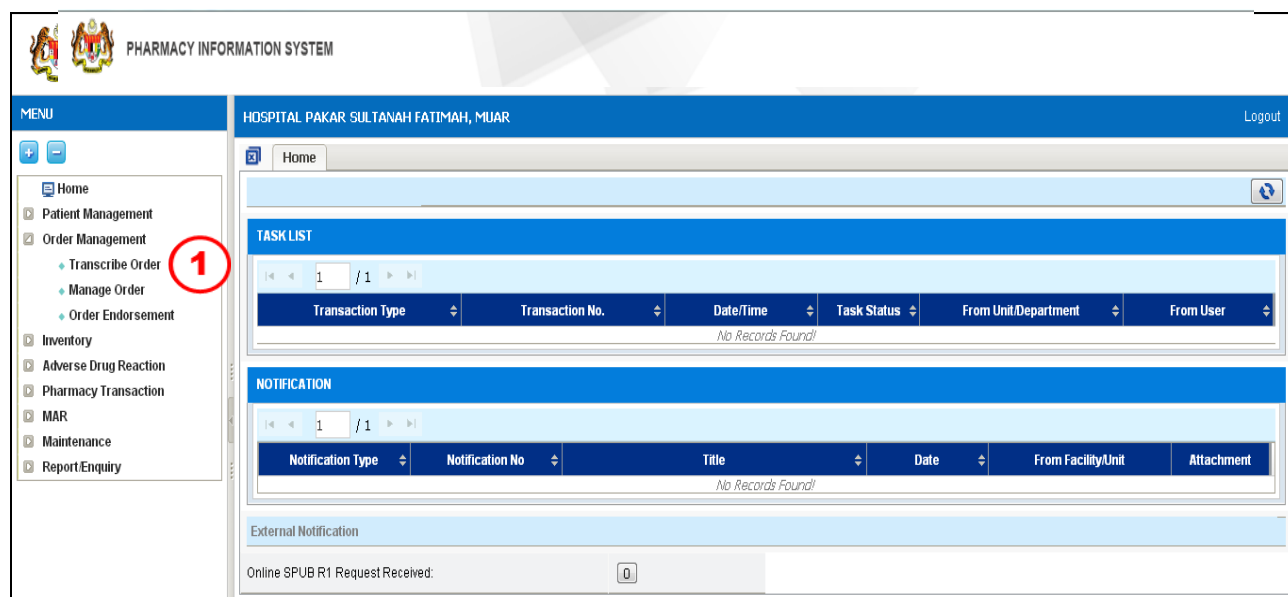 PHARMACY INFORMATION SYSTEM
MENU
HOSPITAL PAKAR SULTANAH FATIMAH, MUAR
Logout
Home
Home
Patient Management
Order Management
Transcribe Order
1
Manage Order
Order Endorsement
Inventory
Adverse Drug Reaction
Pharmacy Transaction
MAR
Maintenance
Report/Enquiry
TASK LIST
1 / 1
Transaction Type Transaction No. Date/Time Task Status From Unit/Department From User
No Records Found!
NOTIFICATION
1 / 1
Notification Type Notification No Title Date From Facility/Unit Attachment
No Records Found!
External Notification
Online SPUB R1 Request Received: 0